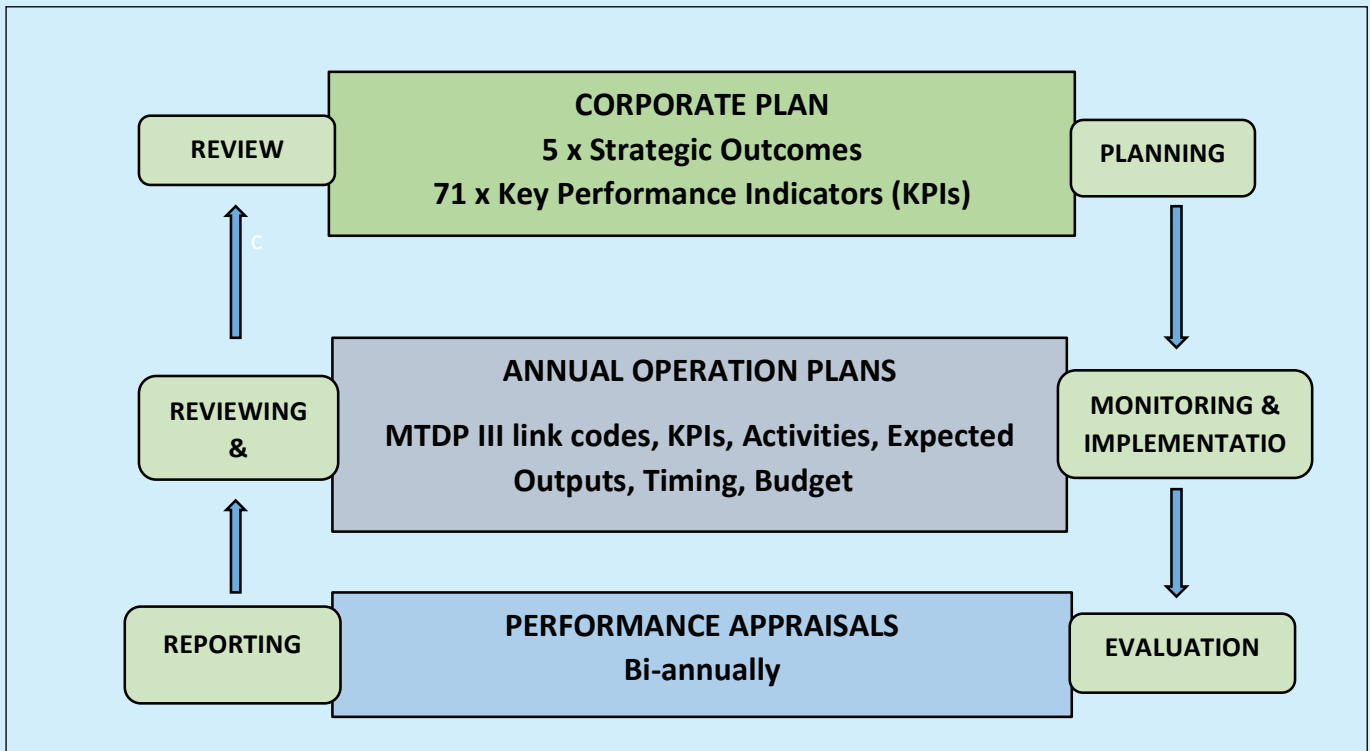 CORPORATE PLAN
5 x Strategic Outcomes
71 x Key Performance Indicators (KPIs)
REVIEW
PLANNING
c
ANNUAL OPERATION PLANS
MTDP III link codes, KPIs, Activities, Expected
Outputs, Timing, Budget
REVIEWING
&
MONITORING &
IMPLEMENTATIO
PERFORMANCE APPRAISALS
Bi-annually
REPORTING
EVALUATION